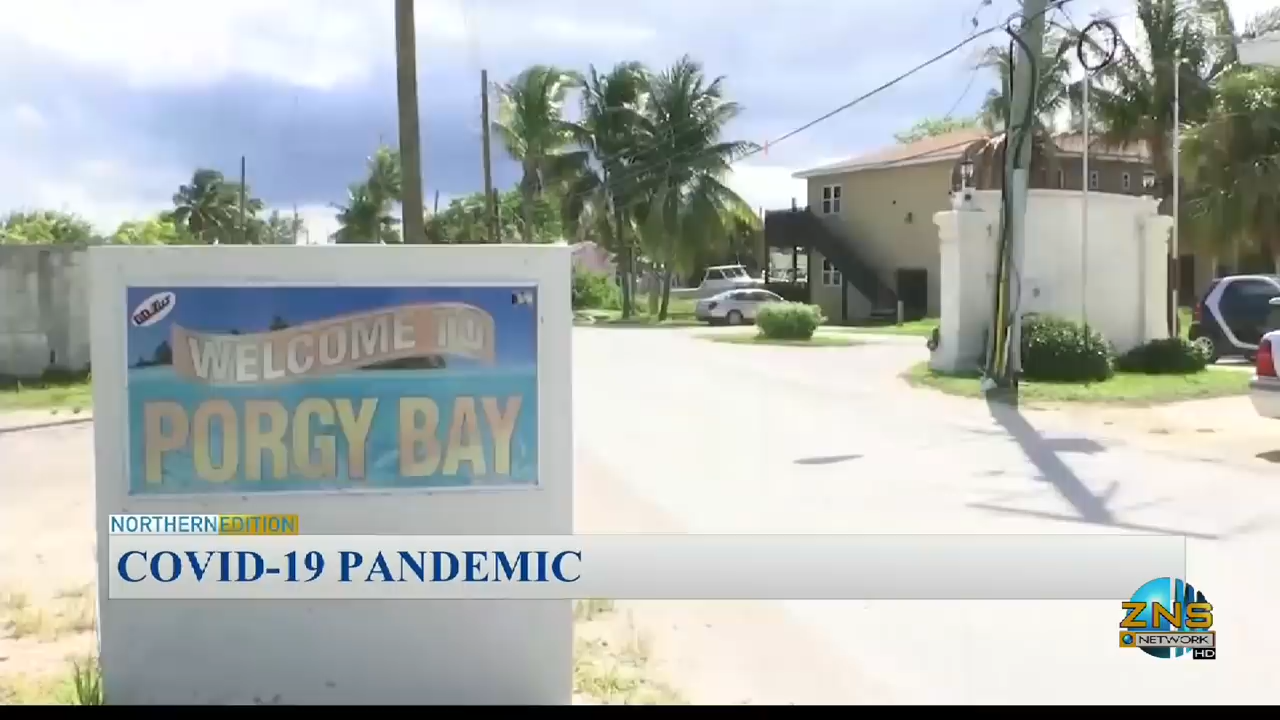 WELCOME TO
PORGY BAY
NORTHERN EDITION
COVID-19 PANDEMIC
ZNS
NETWORK
HD